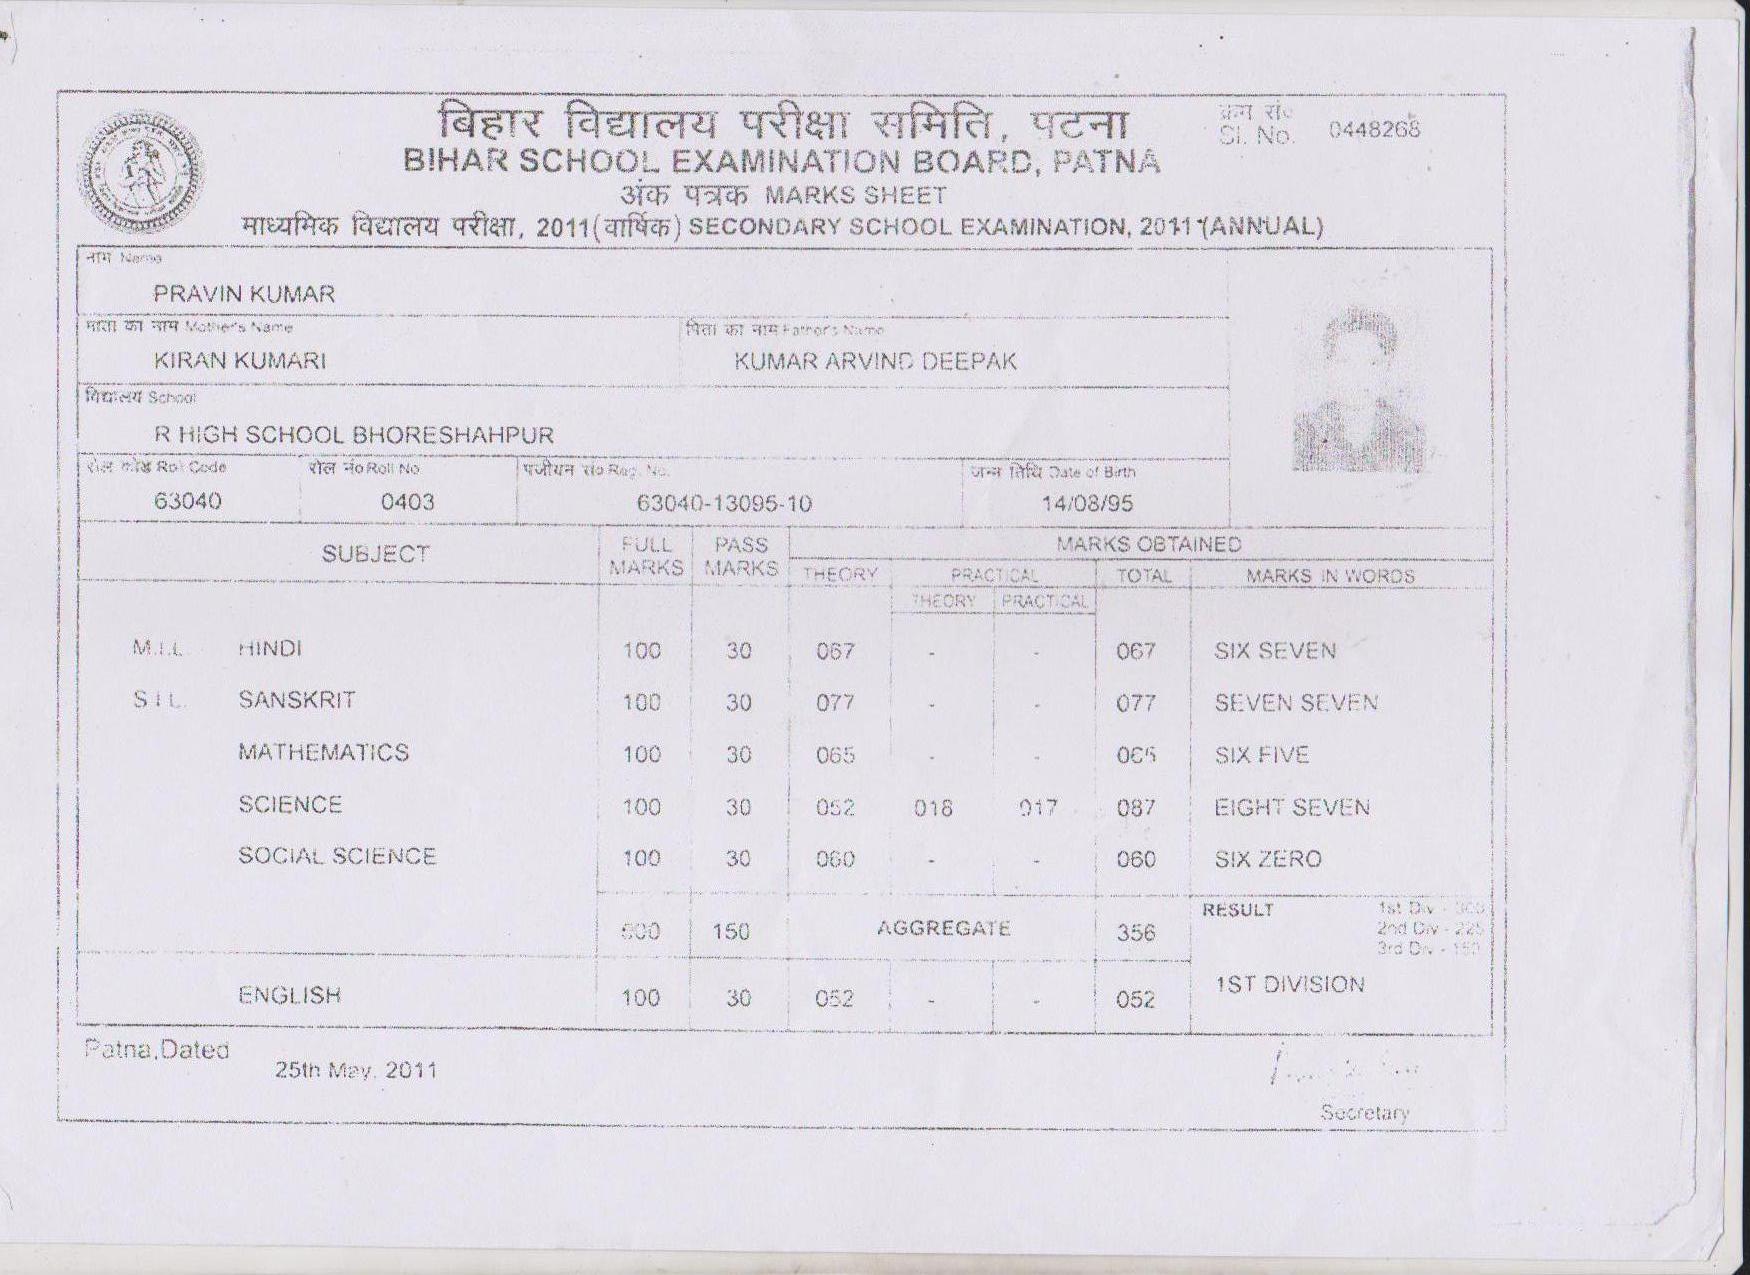 बिहार विद्यालय परीक्षा समिति, पटना
क्रम सं०
Sl. No. 0448268
BIHAR SCHOOL EXAMINATION BOARD, PATNA
अंक पत्रक MARKS SHEET
माध्यमिक विद्यालय परीक्षा, 2011(वार्षिक) SECONDARY SCHOOL EXAMINATION, 2011 (ANNUAL)
नाम Name
PRAVIN KUMAR
माता का नाम Mother's Name पिता का नाम Father's Name
KIRAN KUMARI KUMAR ARVIND DEEPAK
विद्यालय School
R HIGH SCHOOL BHORESHAHPUR
रोल कोड Roll Code रोल नं० Roll No पंजीयन सं० Reg. No. जन्म तिथि Date of Birth
63040 0403 63040-13095-10 14/08/95
SUBJECT FULL MARKS PASS MARKS MARKS OBTAINED
THEORY PRACTICAL TOTAL MARKS IN WORDS
THEORY PRACTICAL
M.I.L. HINDI 100 30 067 - - 067 SIX SEVEN
S.I.L. SANSKRIT 100 30 077 - - 077 SEVEN SEVEN
MATHEMATICS 100 30 065 - - 065 SIX FIVE
SCIENCE 100 30 052 018 017 087 EIGHT SEVEN
SOCIAL SCIENCE 100 30 060 - - 060 SIX ZERO
500 150 AGGREGATE 356
RESULT 1st Div - 300
2nd Div - 225
3rd Div - 150
1ST DIVISION
ENGLISH 100 30 052 - - 052
Patna,Dated
25th May, 2011
Secretary